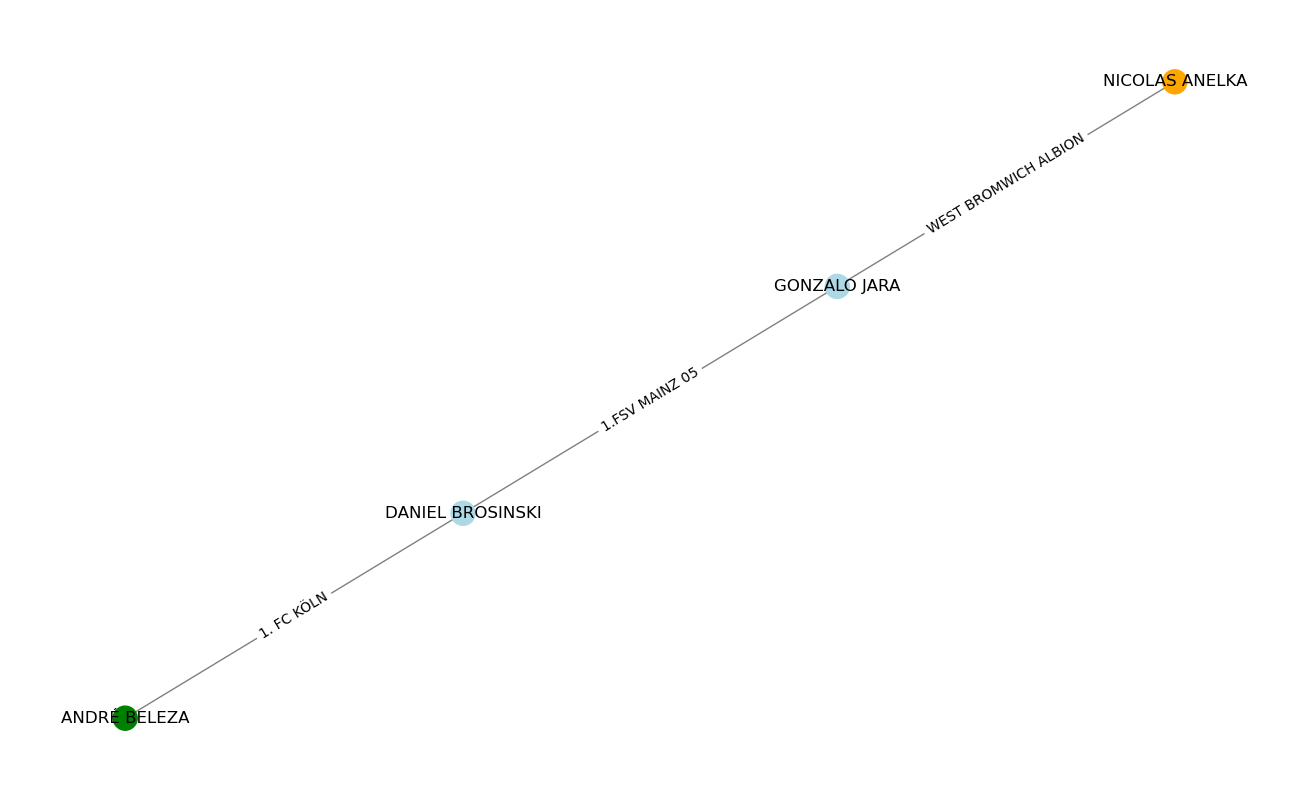 NICOLAS ANELKA
WEST BROMWICH ALBION
GONZALO JARA
1.FSV MAINZ 05
DANIEL BROSINSKI
1. FC KÖLN
ANDRÉ BELEZA